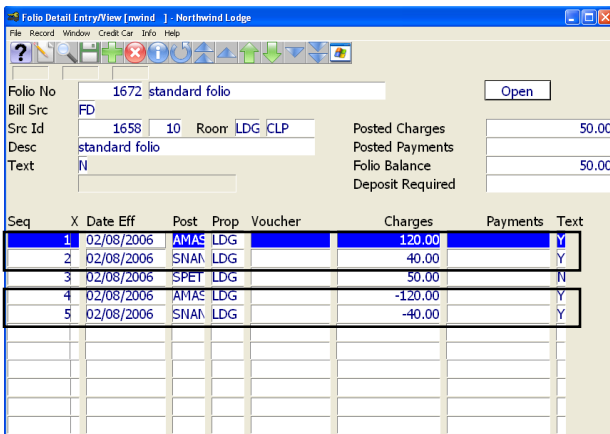 Folio Detail Entry/View [mwind ] - Northwind Lodge
File Record Window Credit Car Info Help
Folio No 1672 standard folio Open
Bill Src FD
Src Id 1658 10 Room LDG CLP Posted Charges 50.00
Desc standard folio Posted Payments
Text N Folio Balance 50.00
Deposit Required
Seq X Date Eff Post Prop Voucher Charges Payments Text
1 02/08/2006 AMAS LDG 120.00 Y
2 02/08/2006 SNAN LDG 40.00 Y
3 02/08/2006 SPET LDG 50.00 N
4 02/08/2006 AMAS LDG -120.00 Y
5 02/08/2006 SNAN LDG -40.00 Y